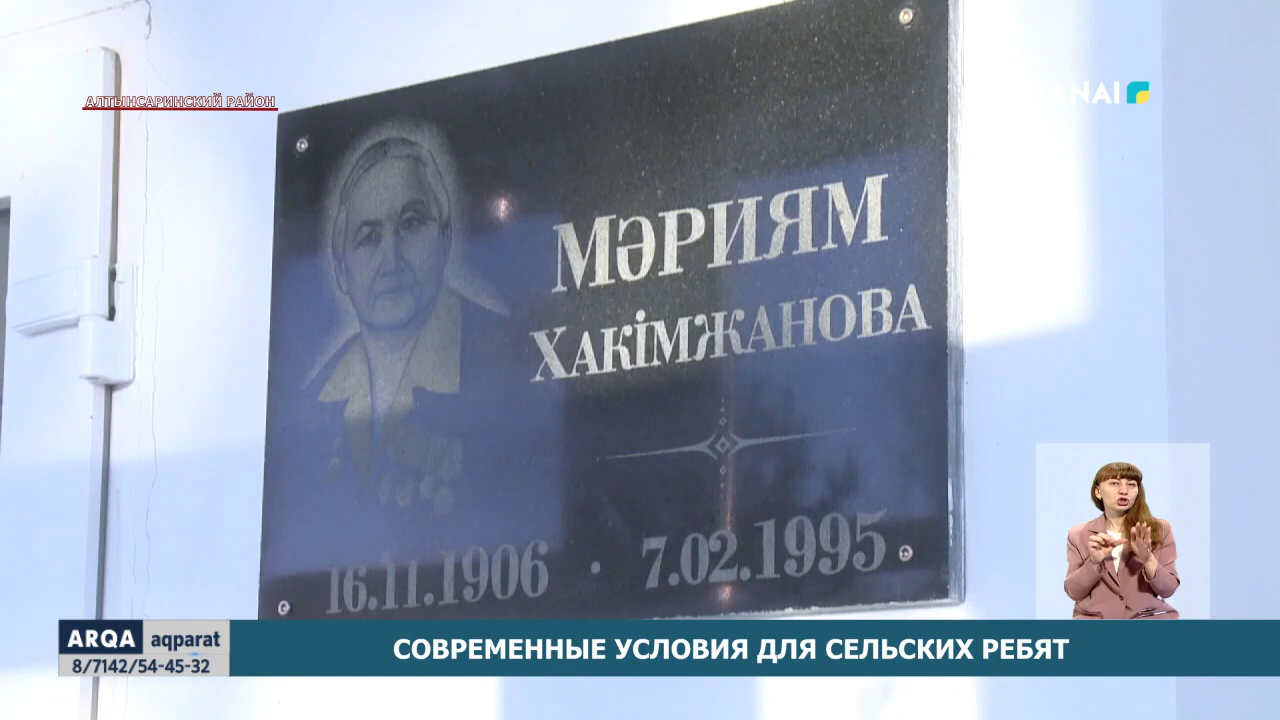 АЛТЫНСАРИНСКИЙ РАЙОН
МӘРИЯМ
ХАКІМЖАНОВА
16.11.1906 · 7.02.1995
ARQA aqparat
8/7142/54-45-32
СОВРЕМЕННЫЕ УСЛОВИЯ ДЛЯ СЕЛЬСКИХ РЕБЯТ